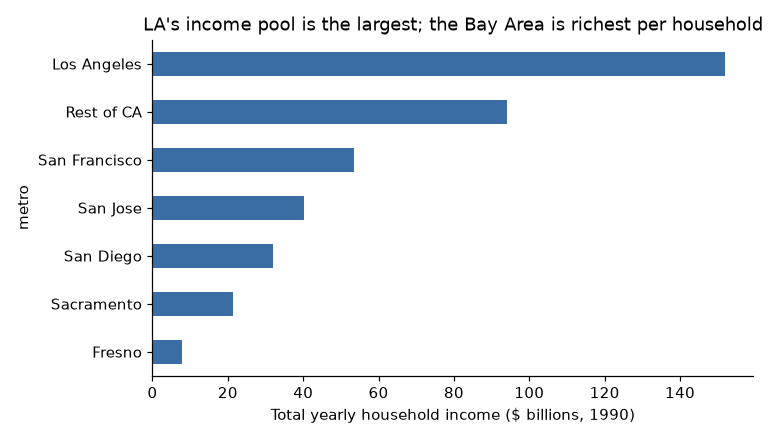 LA's income pool is the largest; the Bay Area is richest per household
Los Angeles
Rest of CA
San Francisco
San Jose
San Diego
Sacramento
Fresno
metro
0 20 40 60 80 100 120 140
Total yearly household income ($ billions, 1990)